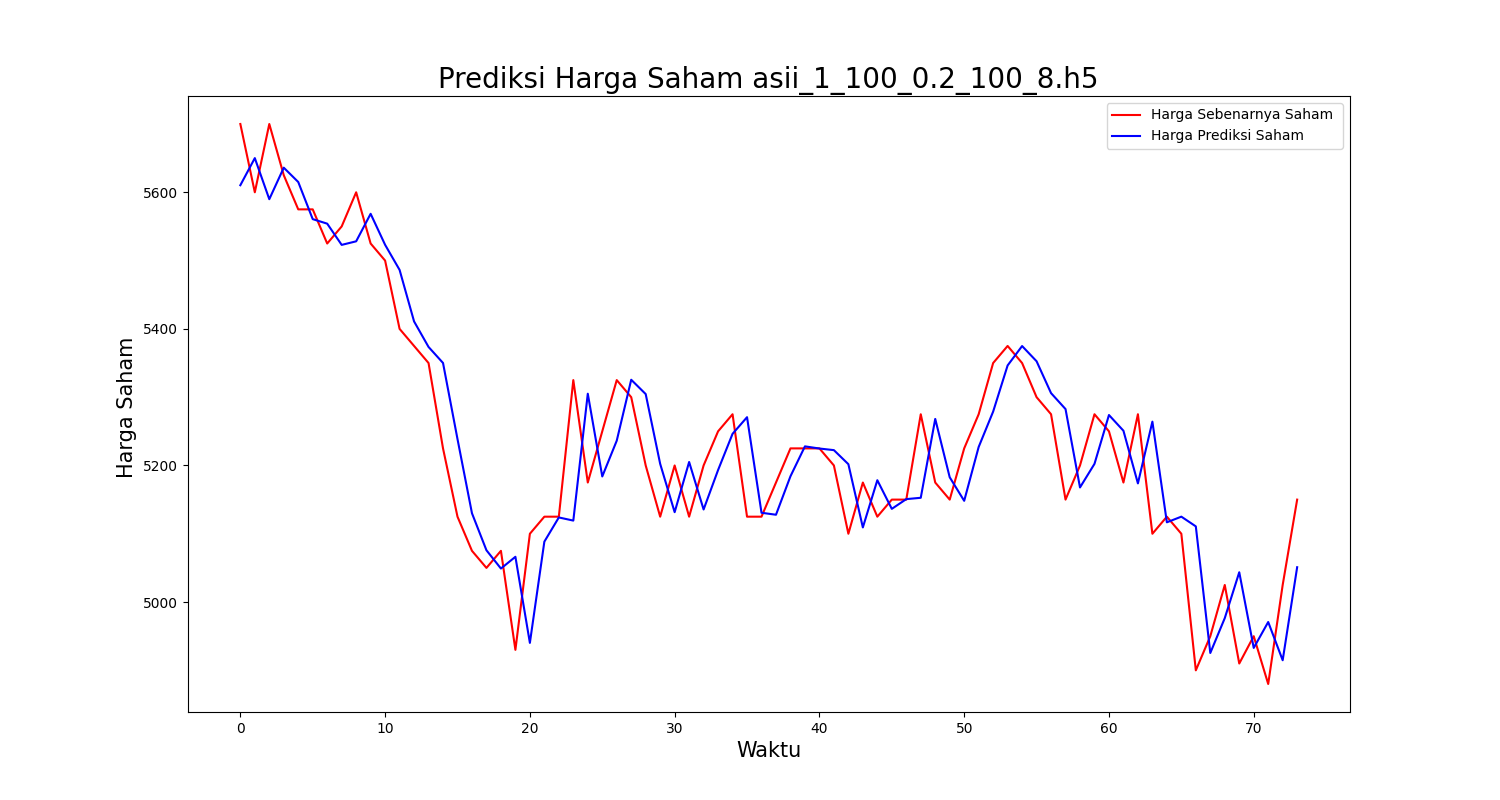 Prediksi Harga Saham asii_1_100_0.2_100_8.h5
Harga Sebenarnya Saham
Harga Prediksi Saham
Harga Saham
5600
5400
5200
5000
0 10 20 30 40 50 60 70
Waktu